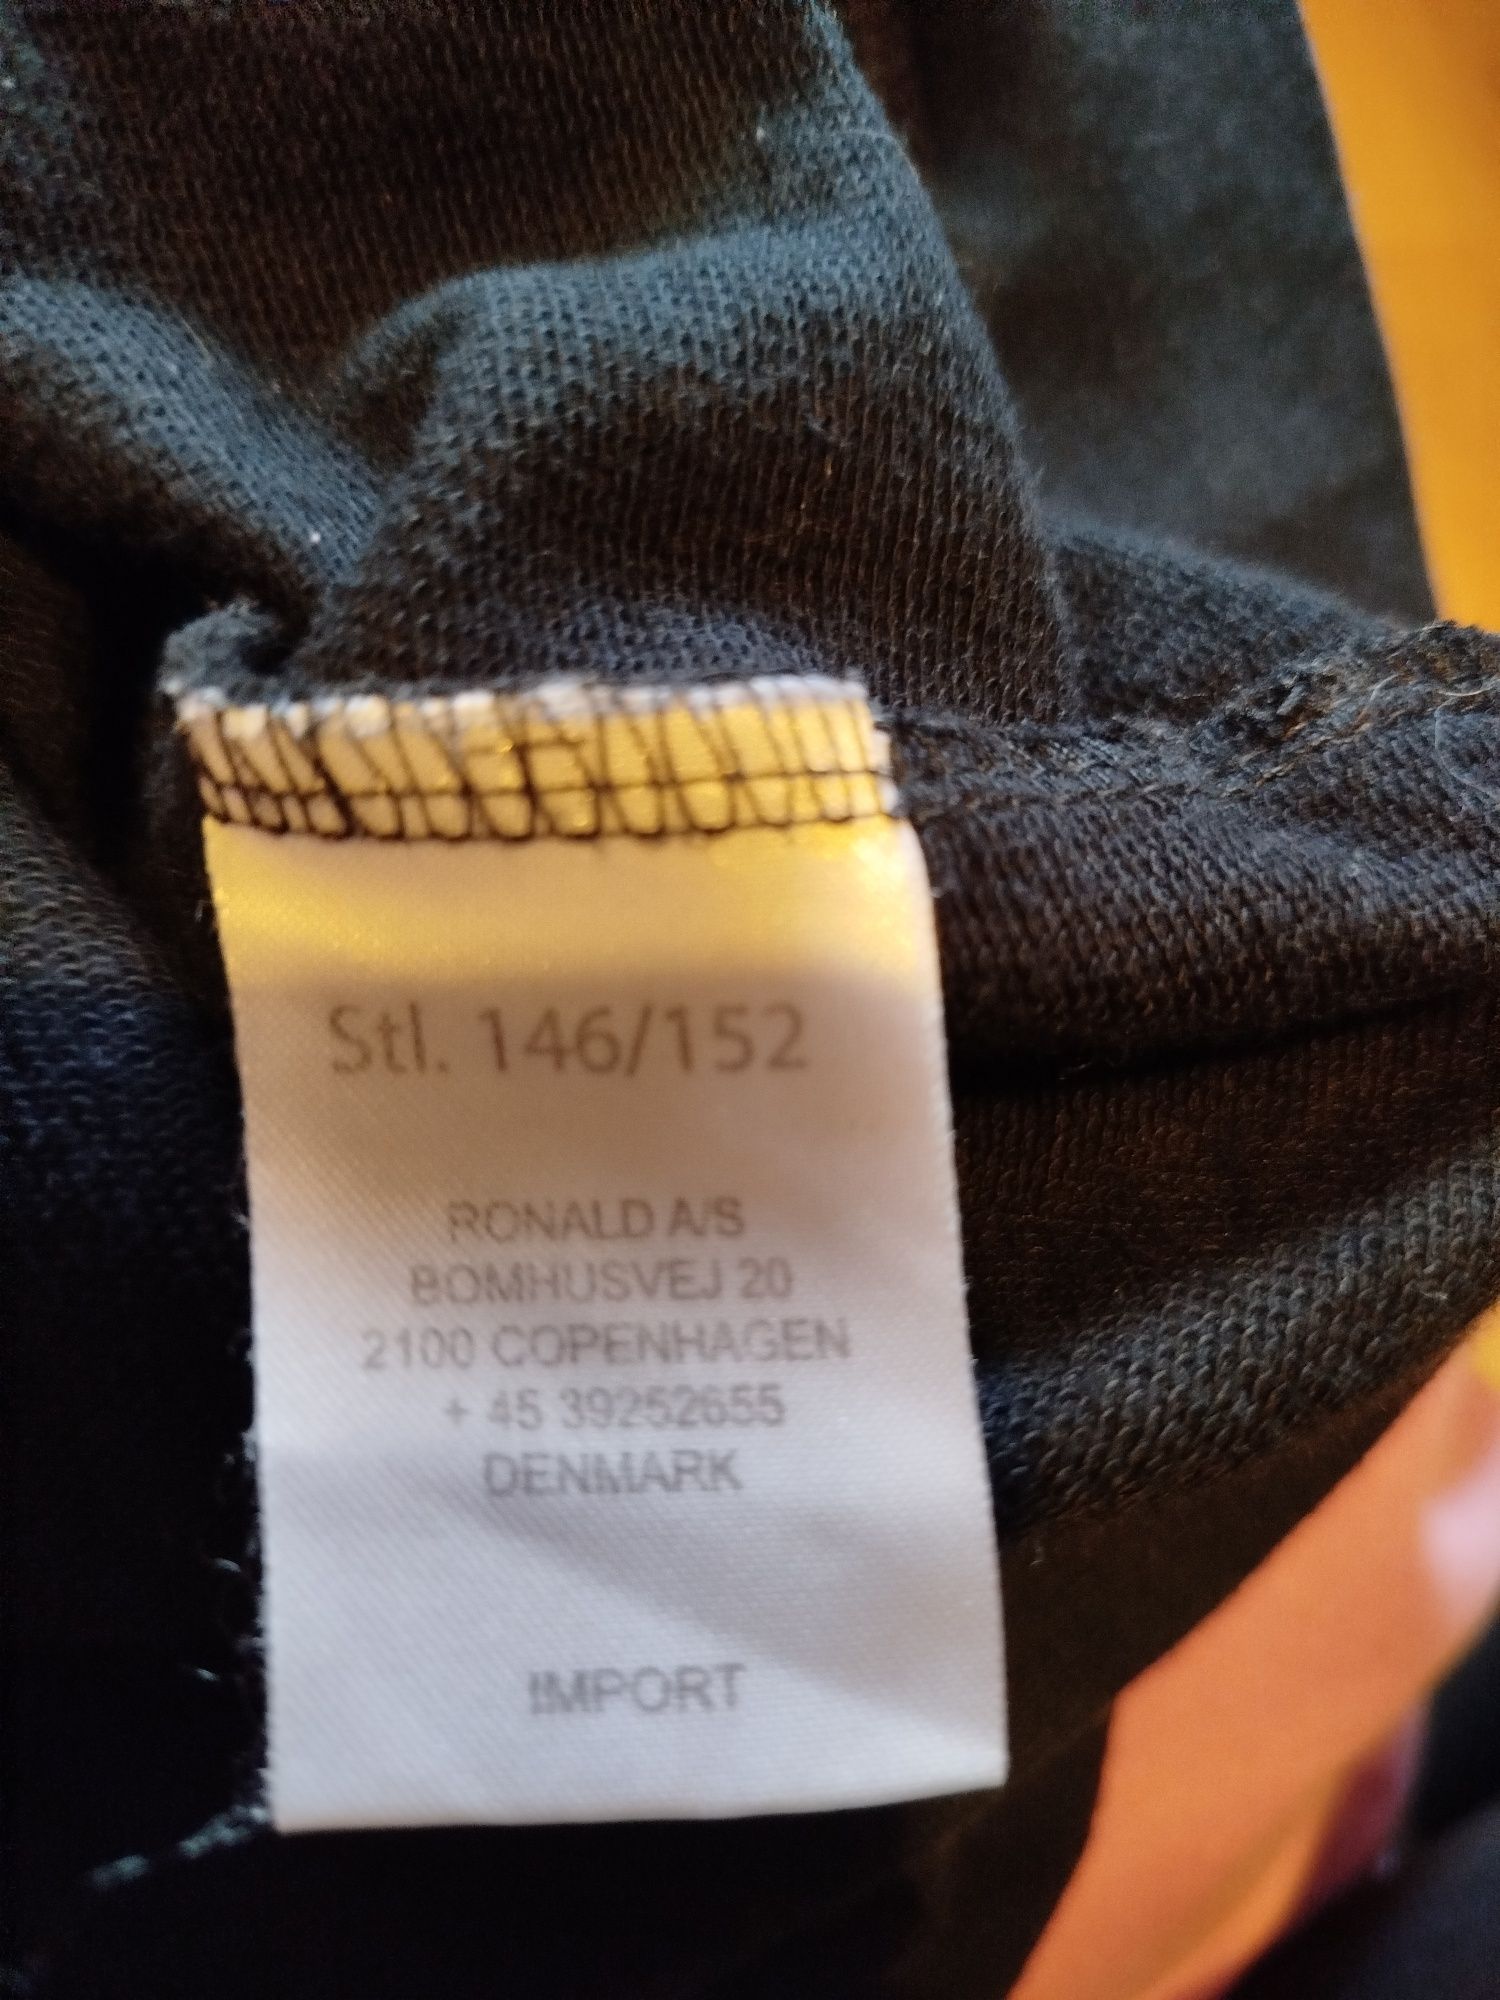 Stl. 146/152
RONALD A/S
BOMHUSVEJ 20
2100 COPENHAGEN
+ 45 39252655
DENMARK
IMPORT